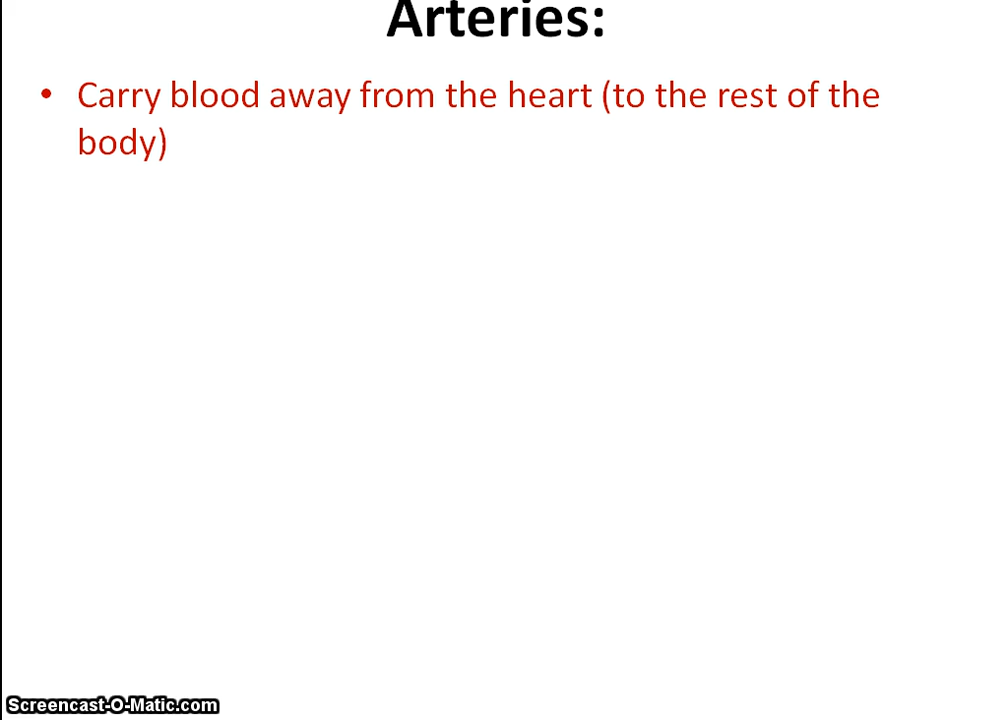 Arteries:
• Carry blood away from the heart (to the rest of the
body)
Screencast-O-Matic.com